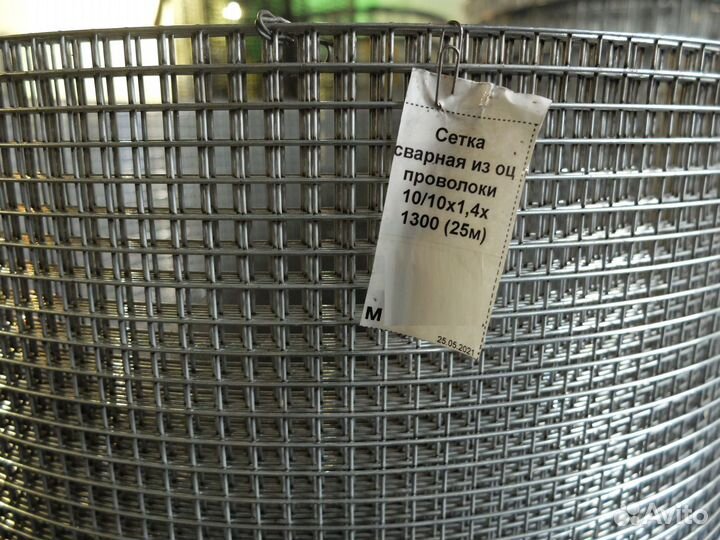 Сетка
сварная из оц
проволоки
10/10х1,4х
1300 (25м)
М
25.05.2021
Avito